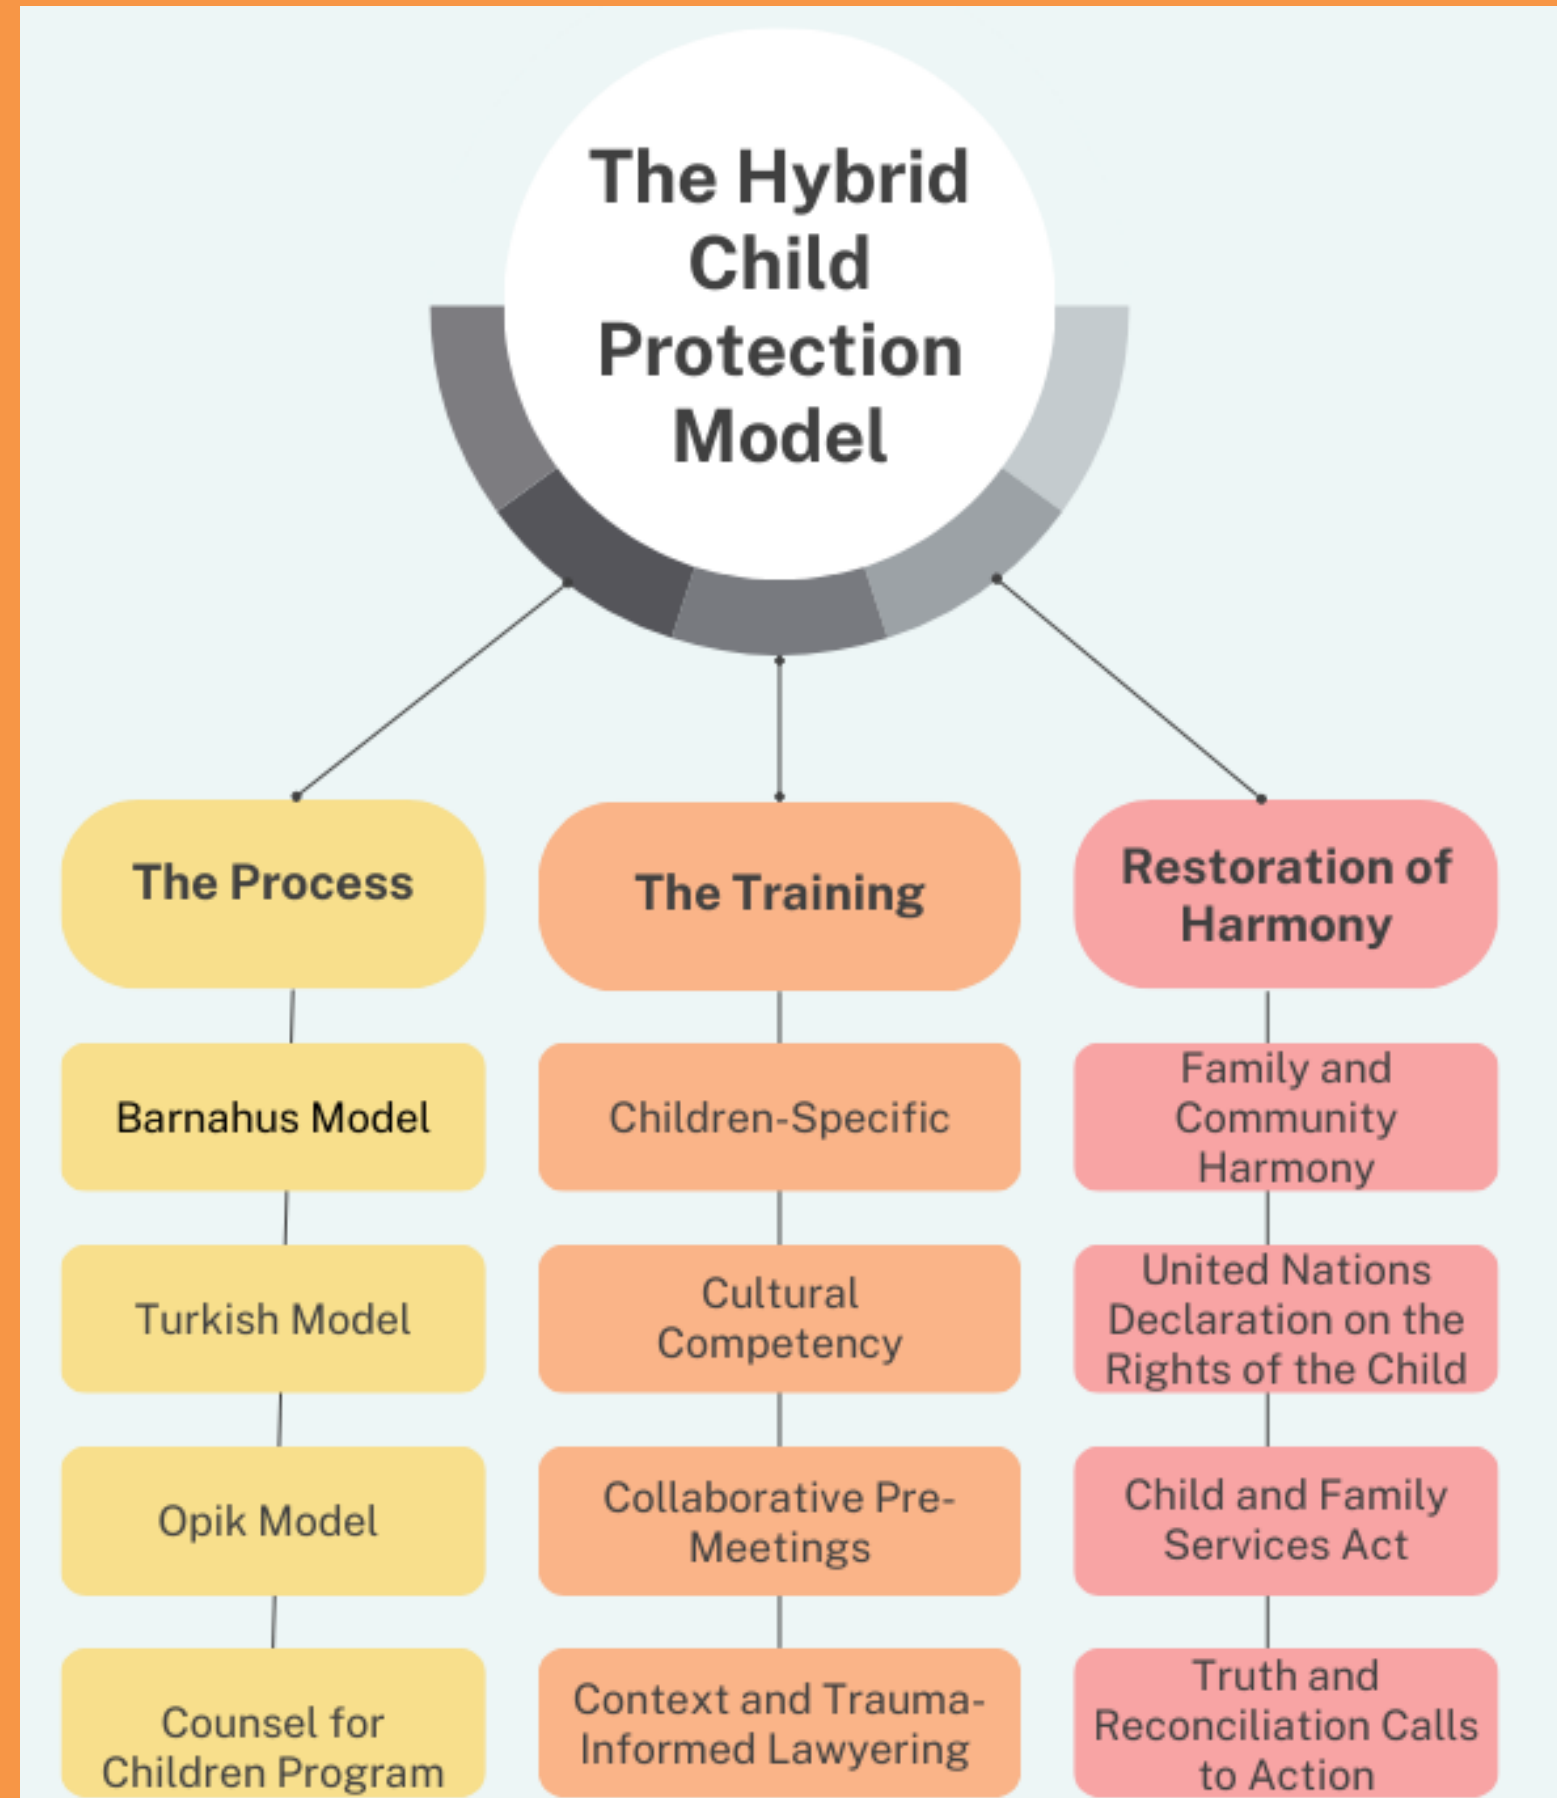 The Hybrid
Child
Protection
Model
The Process
Barnahus Model
Turkish Model
Opik Model
Counsel for
Children Program
The Training
Children-Specific
Cultural
Competency
Collaborative Pre-
Meetings
Context and Trauma-
Informed Lawyering
Restoration of
Harmony
Family and
Community
Harmony
United Nations
Declaration on the
Rights of the Child
Child and Family
Services Act
Truth and
Reconciliation Calls
to Action